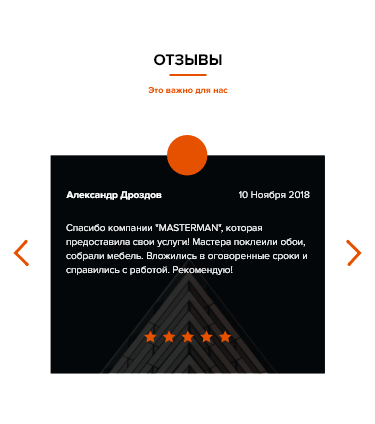 ОТЗЫВЫ
Это важно для нас
Александр Дроздов
10 Ноября 2018
Спасибо компании "MASTERMAN", которая
предоставила свои услуги! Мастера поклеили обои,
собрали мебель. Вложились в оговоренные сроки и
справились с работой. Рекомендую!